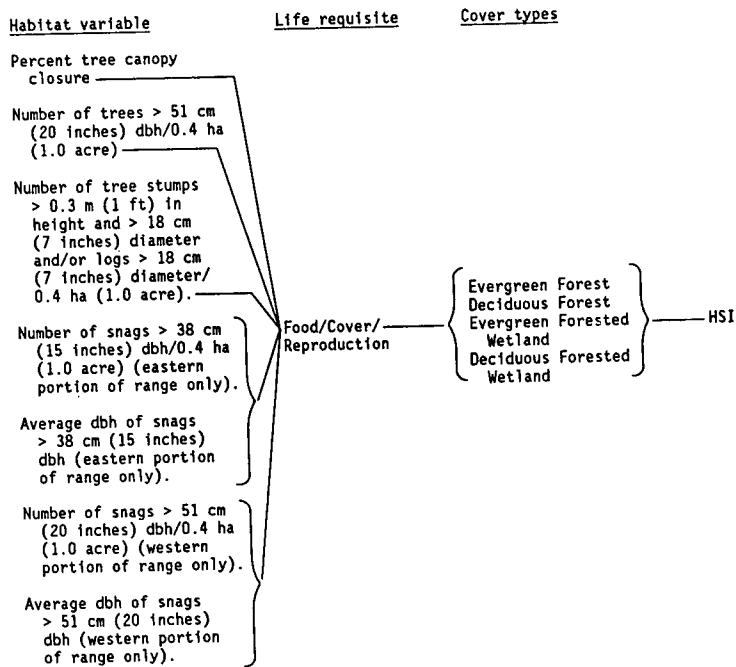 Habitat variable
Life requisite
Cover types
Percent tree canopy
closure
Number of trees > 51 cm
(20 inches) dbh/0.4 ha
(1.0 acre)
Number of tree stumps
> 0.3 m (1 ft) in
height and > 18 cm
(7 inches) diameter
and/or logs > 18 cm
(7 inches) diameter/
0.4 ha (1.0 acre).
Number of snags > 38 cm
(15 inches) dbh/0.4 ha
(1.0 acre) (eastern
portion of range only).
Average dbh of snags
> 38 cm (15 inches)
dbh (eastern portion
of range only).
Number of snags > 51 cm
(20 inches) dbh/0.4 ha
(1.0 acre) (western
portion of range only).
Average dbh of snags
> 51 cm (20 inches)
dbh (western portion
of range only).
Food/Cover/
Reproduction
Evergreen Forest
Deciduous Forest
Evergreen Forested
Wetland
Deciduous Forested
Wetland
HSI